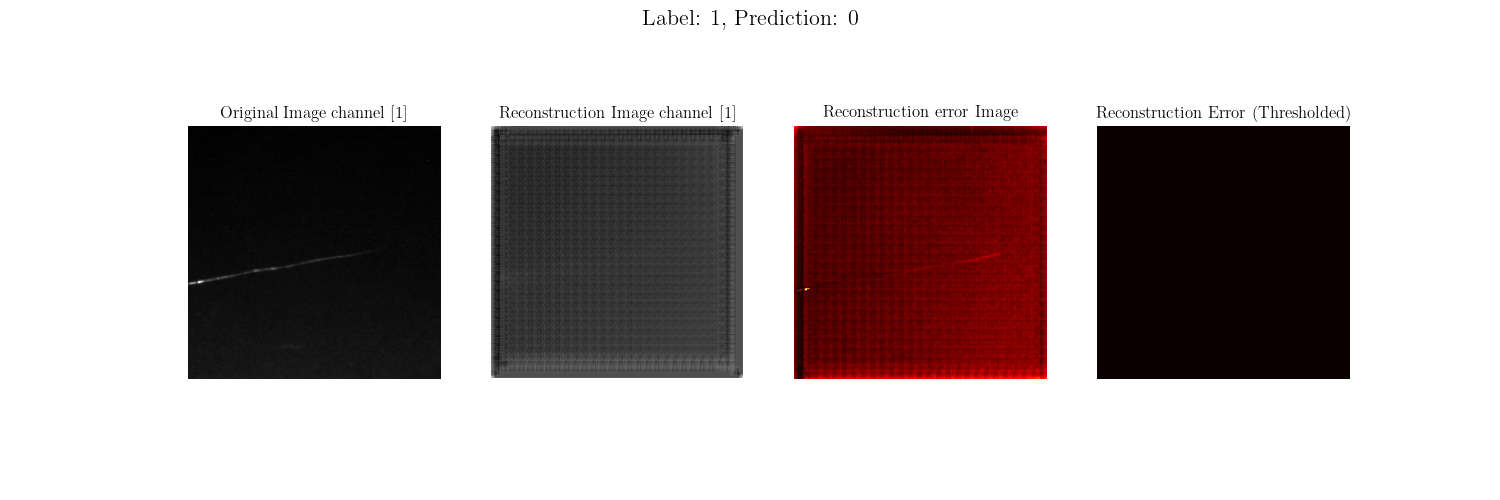 Label: 1, Prediction: 0
Original Image channel [1]
Reconstruction Image channel [1]
Reconstruction error Image
Reconstruction Error (Thresholded)